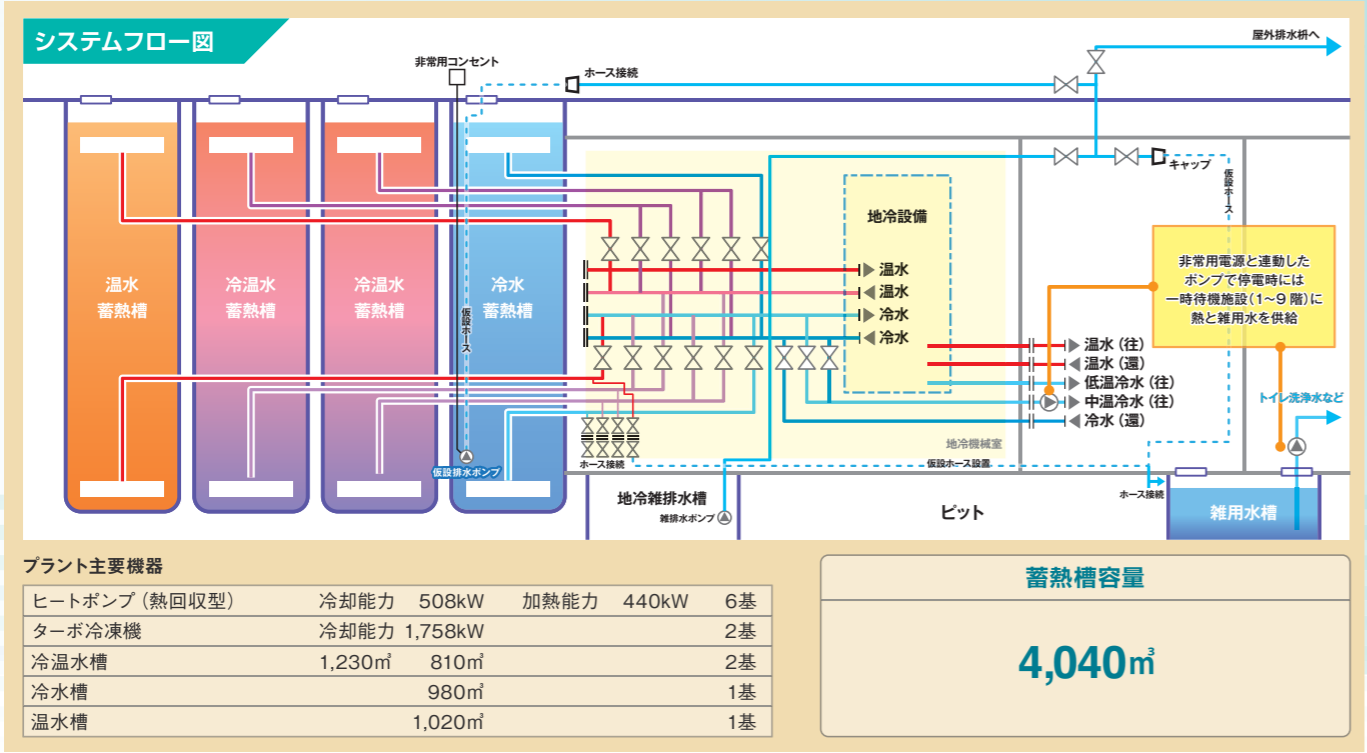 システムフロー図
非常用コンセント
ホース接続
屋外排水桝へ
キャップ
仮設ホース
温水
蓄熱槽
冷温水
蓄熱槽
冷温水
蓄熱槽
冷水
蓄熱槽
仮設ホース
地冷設備
温水
温水
冷水
冷水
非常用電源と連動した
ポンプで停電時には
一時待機施設(1〜9 階)に
熱と雑用水を供給
温水(往)
温水(還)
低温冷水(往)
中温冷水(往)
冷水(還)
トイレ洗浄水など
地冷機械室
仮設排水ポンプ
ホース接続
仮設ホース設置
ホース接続
地冷雑排水槽
雑排水ポンプ
ピット
雑用水槽
プラント主要機器
ヒートポンプ(熱回収型) 冷却能力 508kW 加熱能力 440kW 6基
ターボ冷凍機 冷却能力 1,758kW 2基
冷温水槽 1,230㎥ 810㎥ 2基
冷水槽 980㎥ 1基
温水槽 1,020㎥ 1基
蓄熱槽容量
4,040㎥